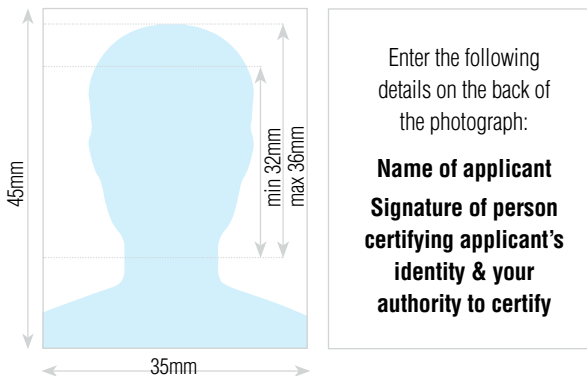 45mm
min 32mm
max 36mm
35mm
Enter the following
details on the back of
the photograph:
Name of applicant
Signature of person
certifying applicant's
identity & your
authority to certify